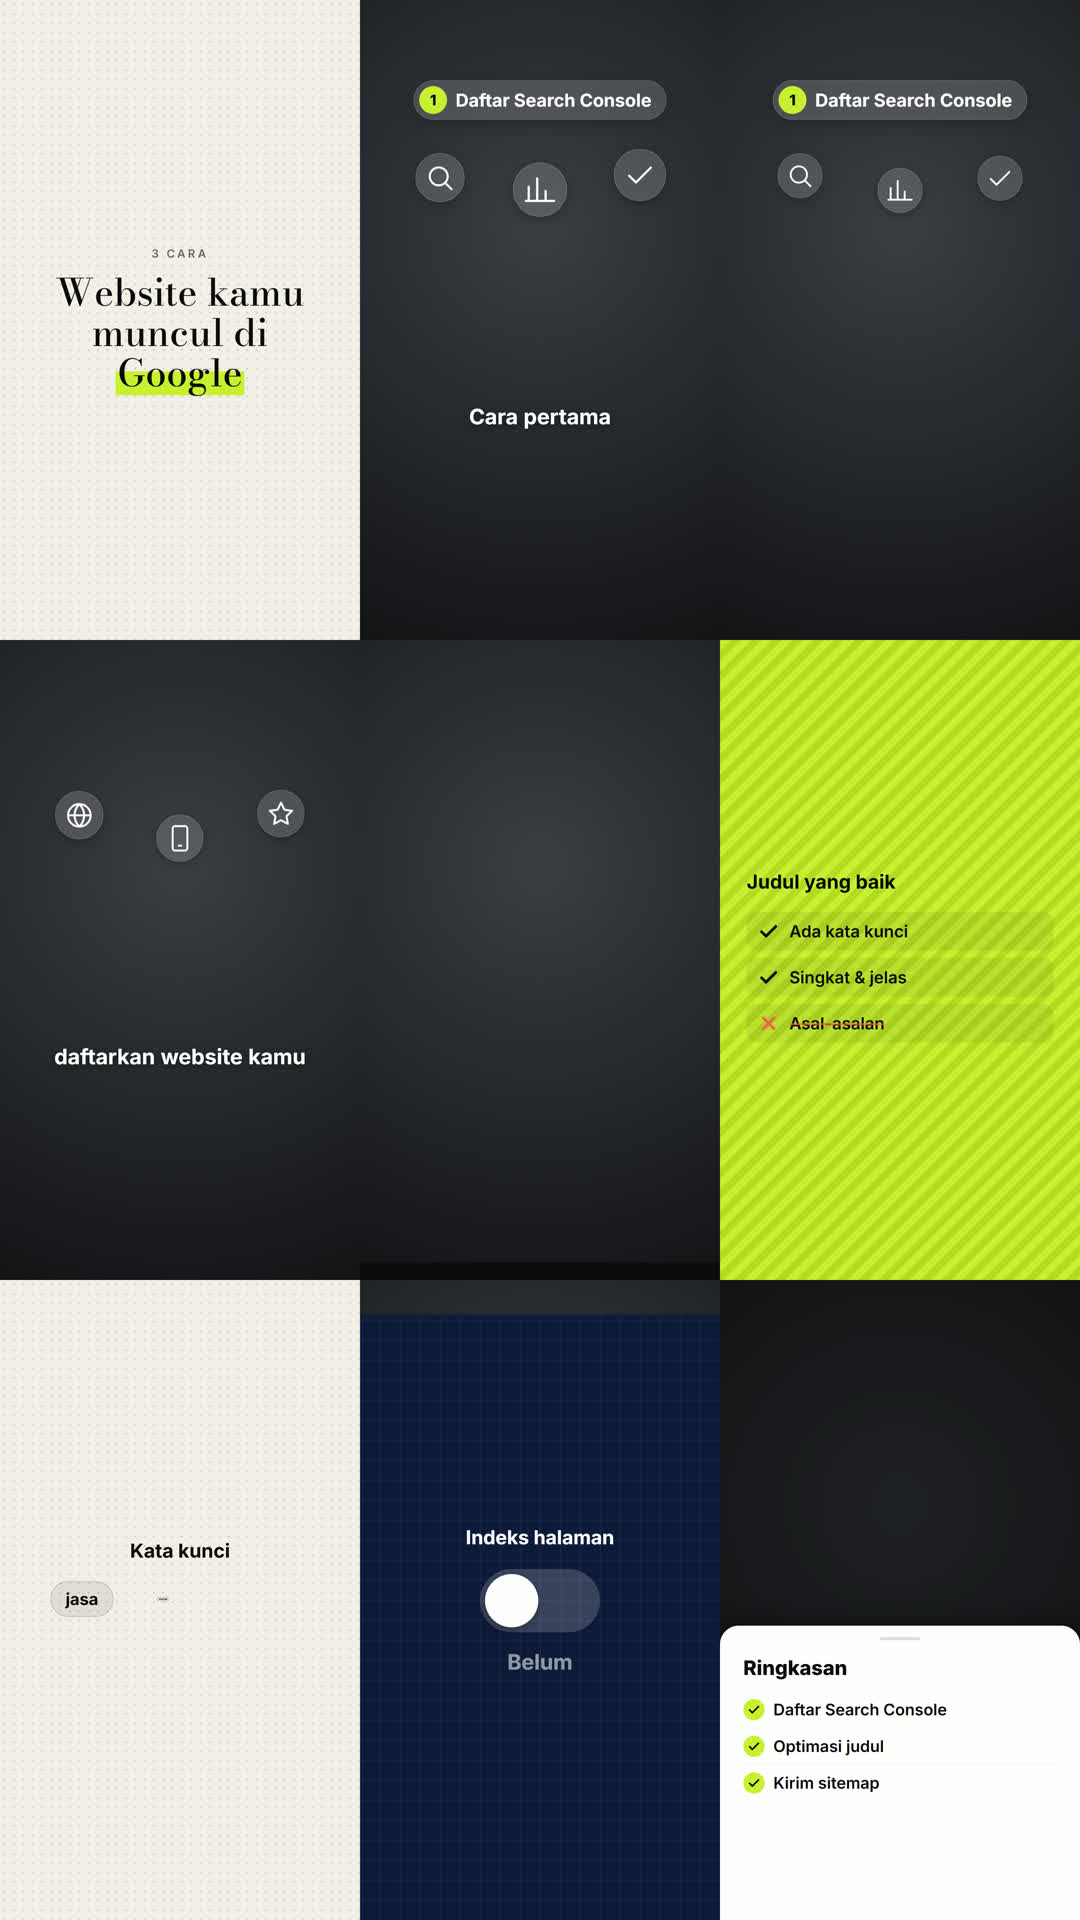 3 CARA
Website kamu
muncul di
Google
1 Daftar Search Console
Cara pertama
1 Daftar Search Console
daftarkan website kamu
Judul yang baik
Ada kata kunci
Singkat & jelas
Asal-asalan
Kata kunci
jasa
Indeks halaman
Belum
Ringkasan
Daftar Search Console
Optimasi judul
Kirim sitemap